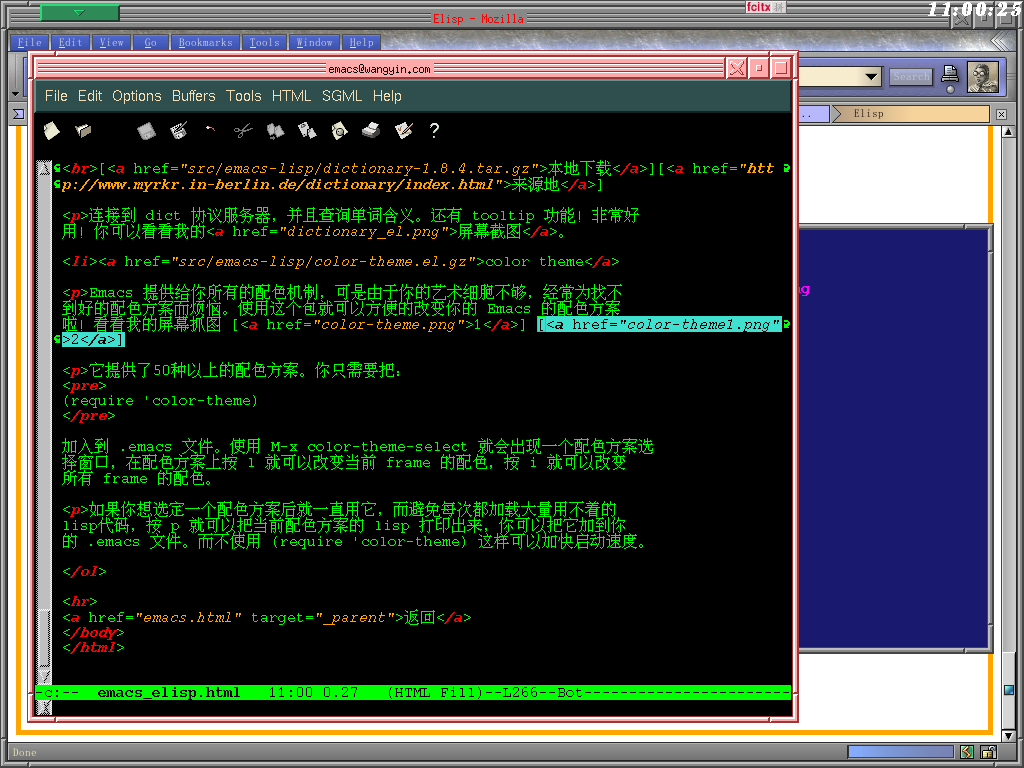 fcitx 拼
11:00:25
Elisp - Mozilla
File Edit View Go Bookmarks Tools Window Help
emacs@wangyin.com
Search
File Edit Options Buffers Tools HTML SGML Help
.. Elisp
<br>[<a href="src/emacs-lisp/dictionary-1.8.4.tar.gz">本地下载</a>][<a href="htt
p://www.myrkr.in-berlin.de/dictionary/index.html">来源地</a>]
<p>连接到 dict 协议服务器，并且查询单词含义。还有 tooltip 功能！非常好
用！你可以看看我的<a href="dictionary_el.png">屏幕截图</a>。
<li><a href="src/emacs-lisp/color-theme.el.gz">color theme</a>
<p>Emacs 提供给你所有的配色机制，可是由于你的艺术细胞不够，经常为找不
到好的配色方案而烦恼。使用这个包就可以方便的改变你的 Emacs 的配色方案
啦！看看我的屏幕抓图 [<a href="color-theme.png">1</a>] [<a href="color-theme1.png"
>2</a>]
<p>它提供了50种以上的配色方案。你只需要把：
<pre>
(require 'color-theme)
</pre>
加入到 .emacs 文件。使用 M-x color-theme-select 就会出现一个配色方案选
择窗口，在配色方案上按 l 就可以改变当前 frame 的配色，按 i 就可以改变
所有 frame 的配色。
<p>如果你想选定一个配色方案后就一直用它，而避免每次都加载大量用不着的
lisp代码，按 p 就可以把当前配色方案的 lisp 打印出来，你可以把它加到你
的 .emacs 文件。而不使用 (require 'color-theme) 这样可以加快启动速度。
</ol>
<hr>
<a href="emacs.html" target="_parent">返回</a>
</body>
</html>
-c:-- emacs_elisp.html 11:00 0.27 (HTML Fill)--L266--Bot------------------------
Done